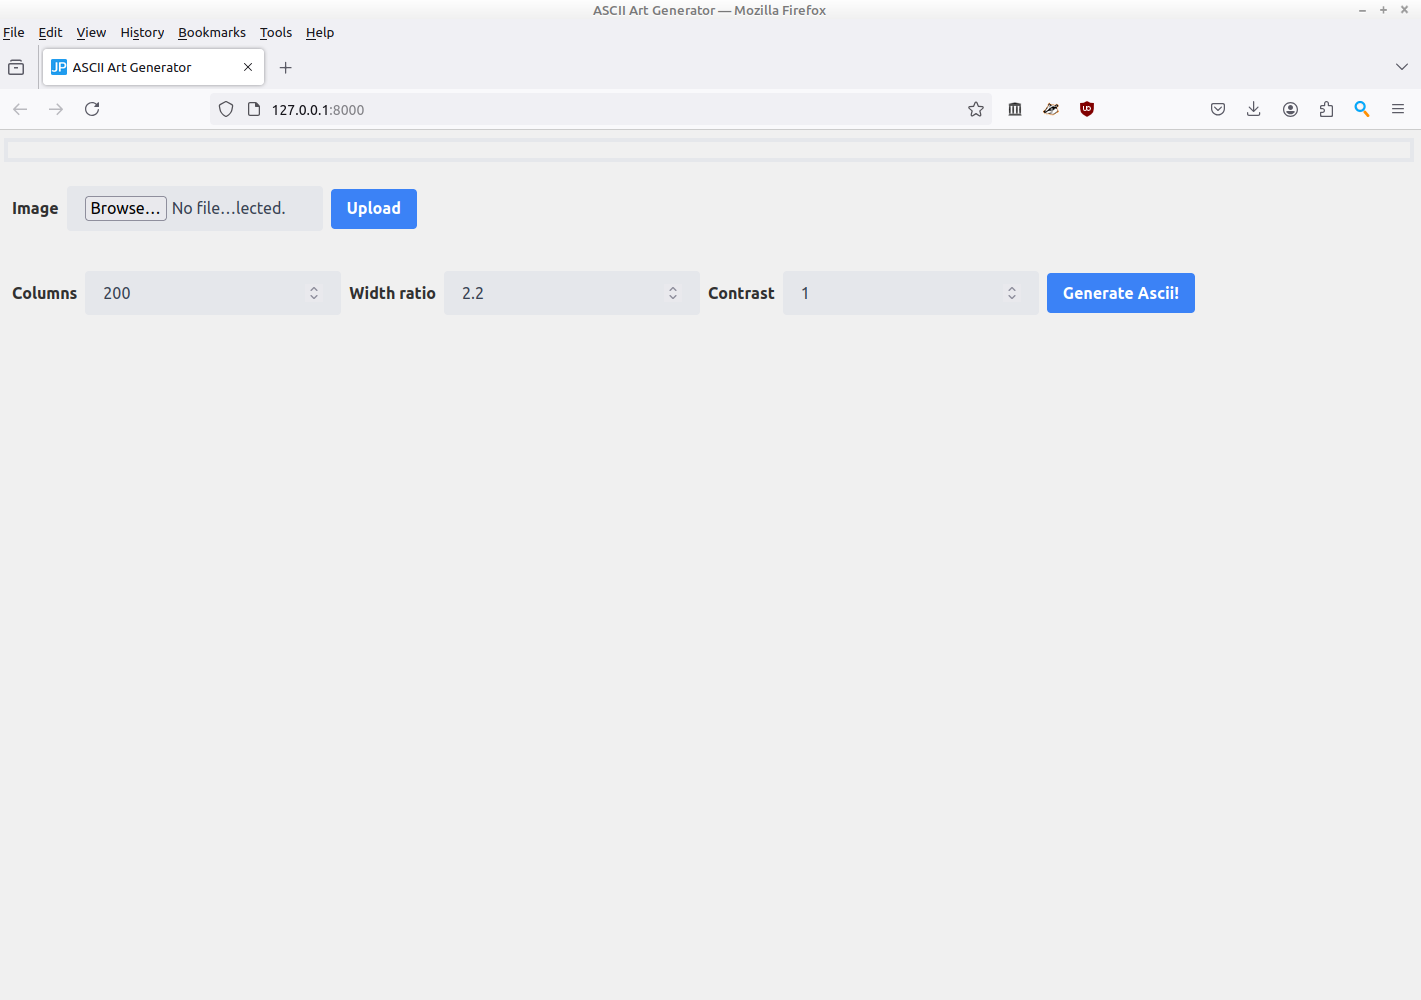 ASCII Art Generator — Mozilla Firefox
File Edit View History Bookmarks Tools Help
JP ASCII Art Generator
127.0.0.1:8000
Image Browse... No file...lected. Upload
Columns 200 Width ratio 2.2 Contrast 1 Generate Ascii!